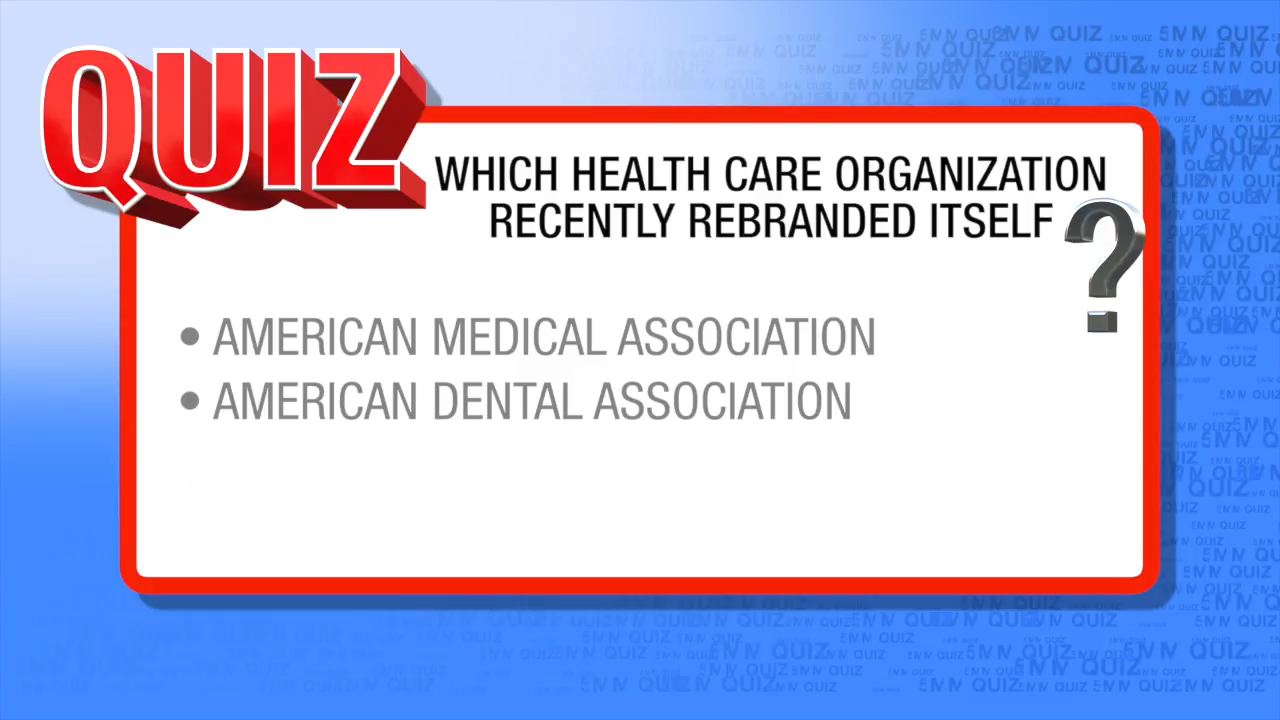 QUIZ
WHICH HEALTH CARE ORGANIZATION
RECENTLY REBRANDED ITSELF
?
• AMERICAN MEDICAL ASSOCIATION
• AMERICAN DENTAL ASSOCIATION